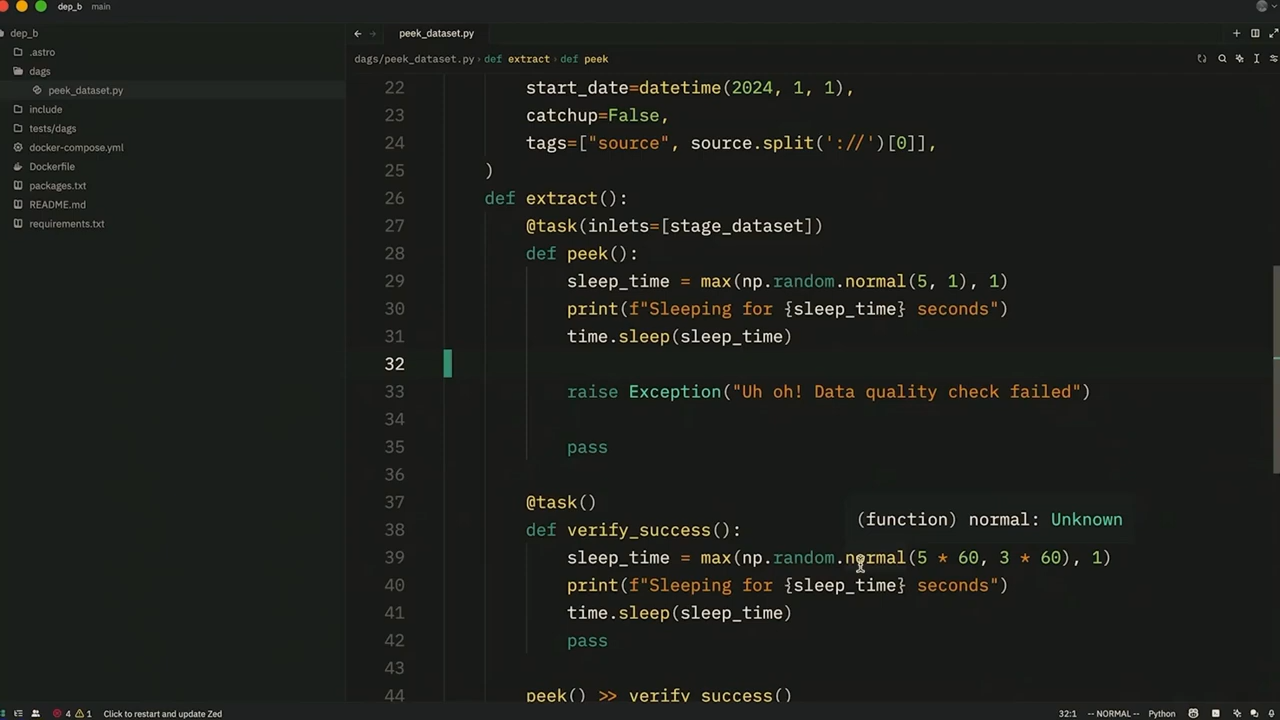 dep_b main
dep_b
.astro
dags
peek_dataset.py
include
tests/dags
docker-compose.yml
Dockerfile
packages.txt
README.md
requirements.txt
peek_dataset.py
dags/peek_dataset.py › def extract › def peek
22 start_date=datetime(2024, 1, 1),
23 catchup=False,
24 tags=["source", source.split('://')[0]],
25 )
26 def extract():
27 @task(inlets=[stage_dataset])
28 def peek():
29 sleep_time = max(np.random.normal(5, 1), 1)
30 print(f"Sleeping for {sleep_time} seconds")
31 time.sleep(sleep_time)
32
33 raise Exception("Uh oh! Data quality check failed")
34
35 pass
36
37 @task()
(function) normal: Unknown
38 def verify_success():
39 sleep_time = max(np.random.normal(5 * 60, 3 * 60), 1)
40 print(f"Sleeping for {sleep_time} seconds")
41 time.sleep(sleep_time)
42 pass
43
44 peek() >> verify_success()
4 1 Click to restart and update Zed
32:1 -- NORMAL -- Python